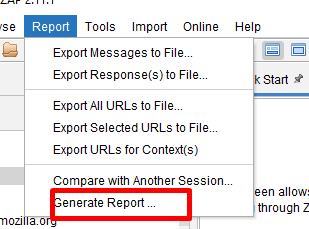 ZAP 2.11.1
Report Tools Import Online Help
Export Messages to File...
Export Response(s) to File...
Export All URLs to File...
Export Selected URLs to File...
Export URLs for Context(s)
Compare with Another Session...
Generate Report ...
Start
een allows
through
mozilla.org